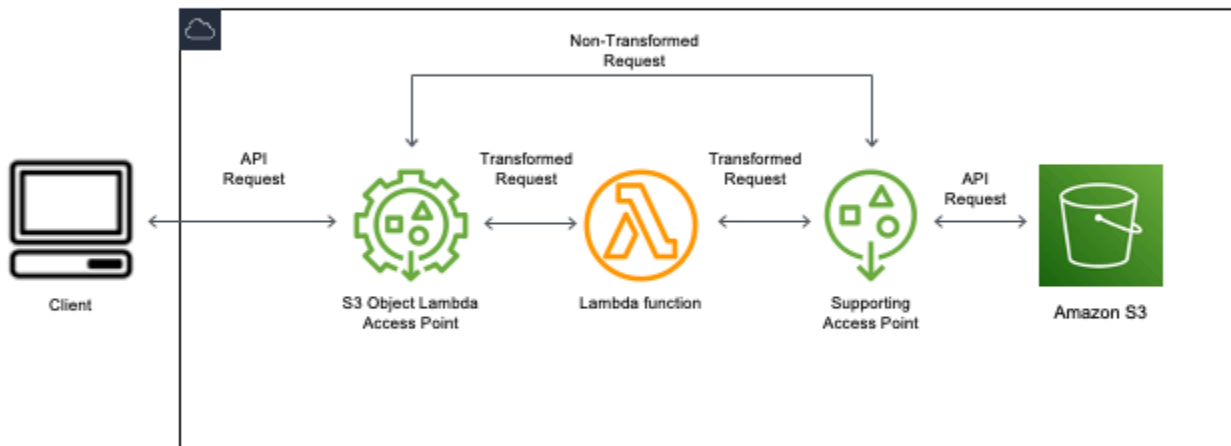 Non-Transformed
Request
API
Request
Transformed
Request
Transformed
Request
API
Request
Client
S3 Object Lambda
Access Point
Lambda function
Supporting
Access Point
Amazon S3